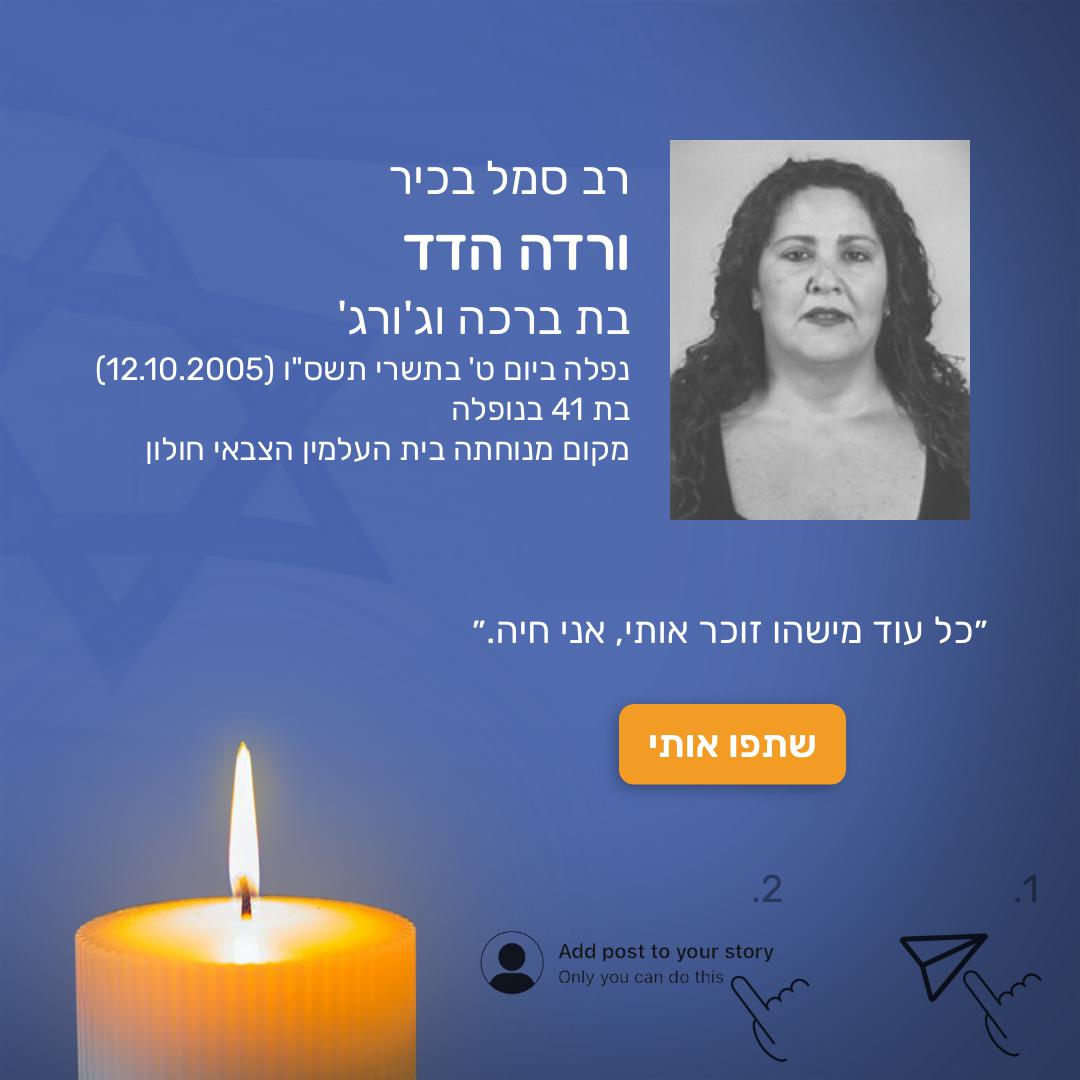 רב סמל בכיר
ורדה הדד
בת ברכה וג'ורג'
נפלה ביום ט' בתשרי תשס"ו (12.10.2005)
בת 41 בנופלה
מקום מנוחתה בית העלמין הצבאי חולון
״כל עוד מישהו זוכר אותי, אני חיה.״
שתפו אותי
1.
2.
Add post to your story
Only you can do this